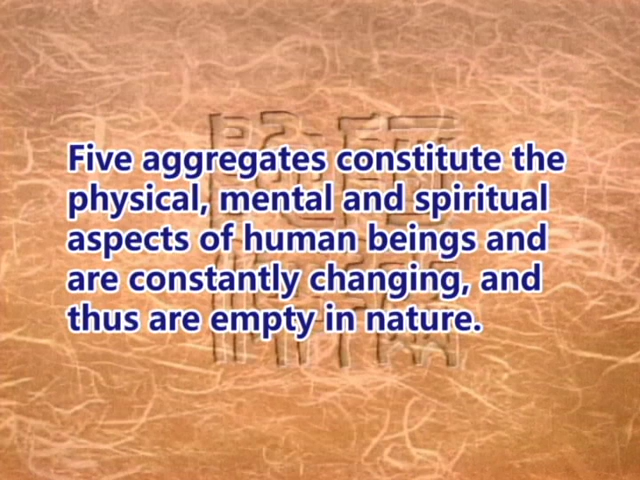 Five aggregates constitute the
physical, mental and spiritual
aspects of human beings and
are constantly changing, and
thus are empty in nature.